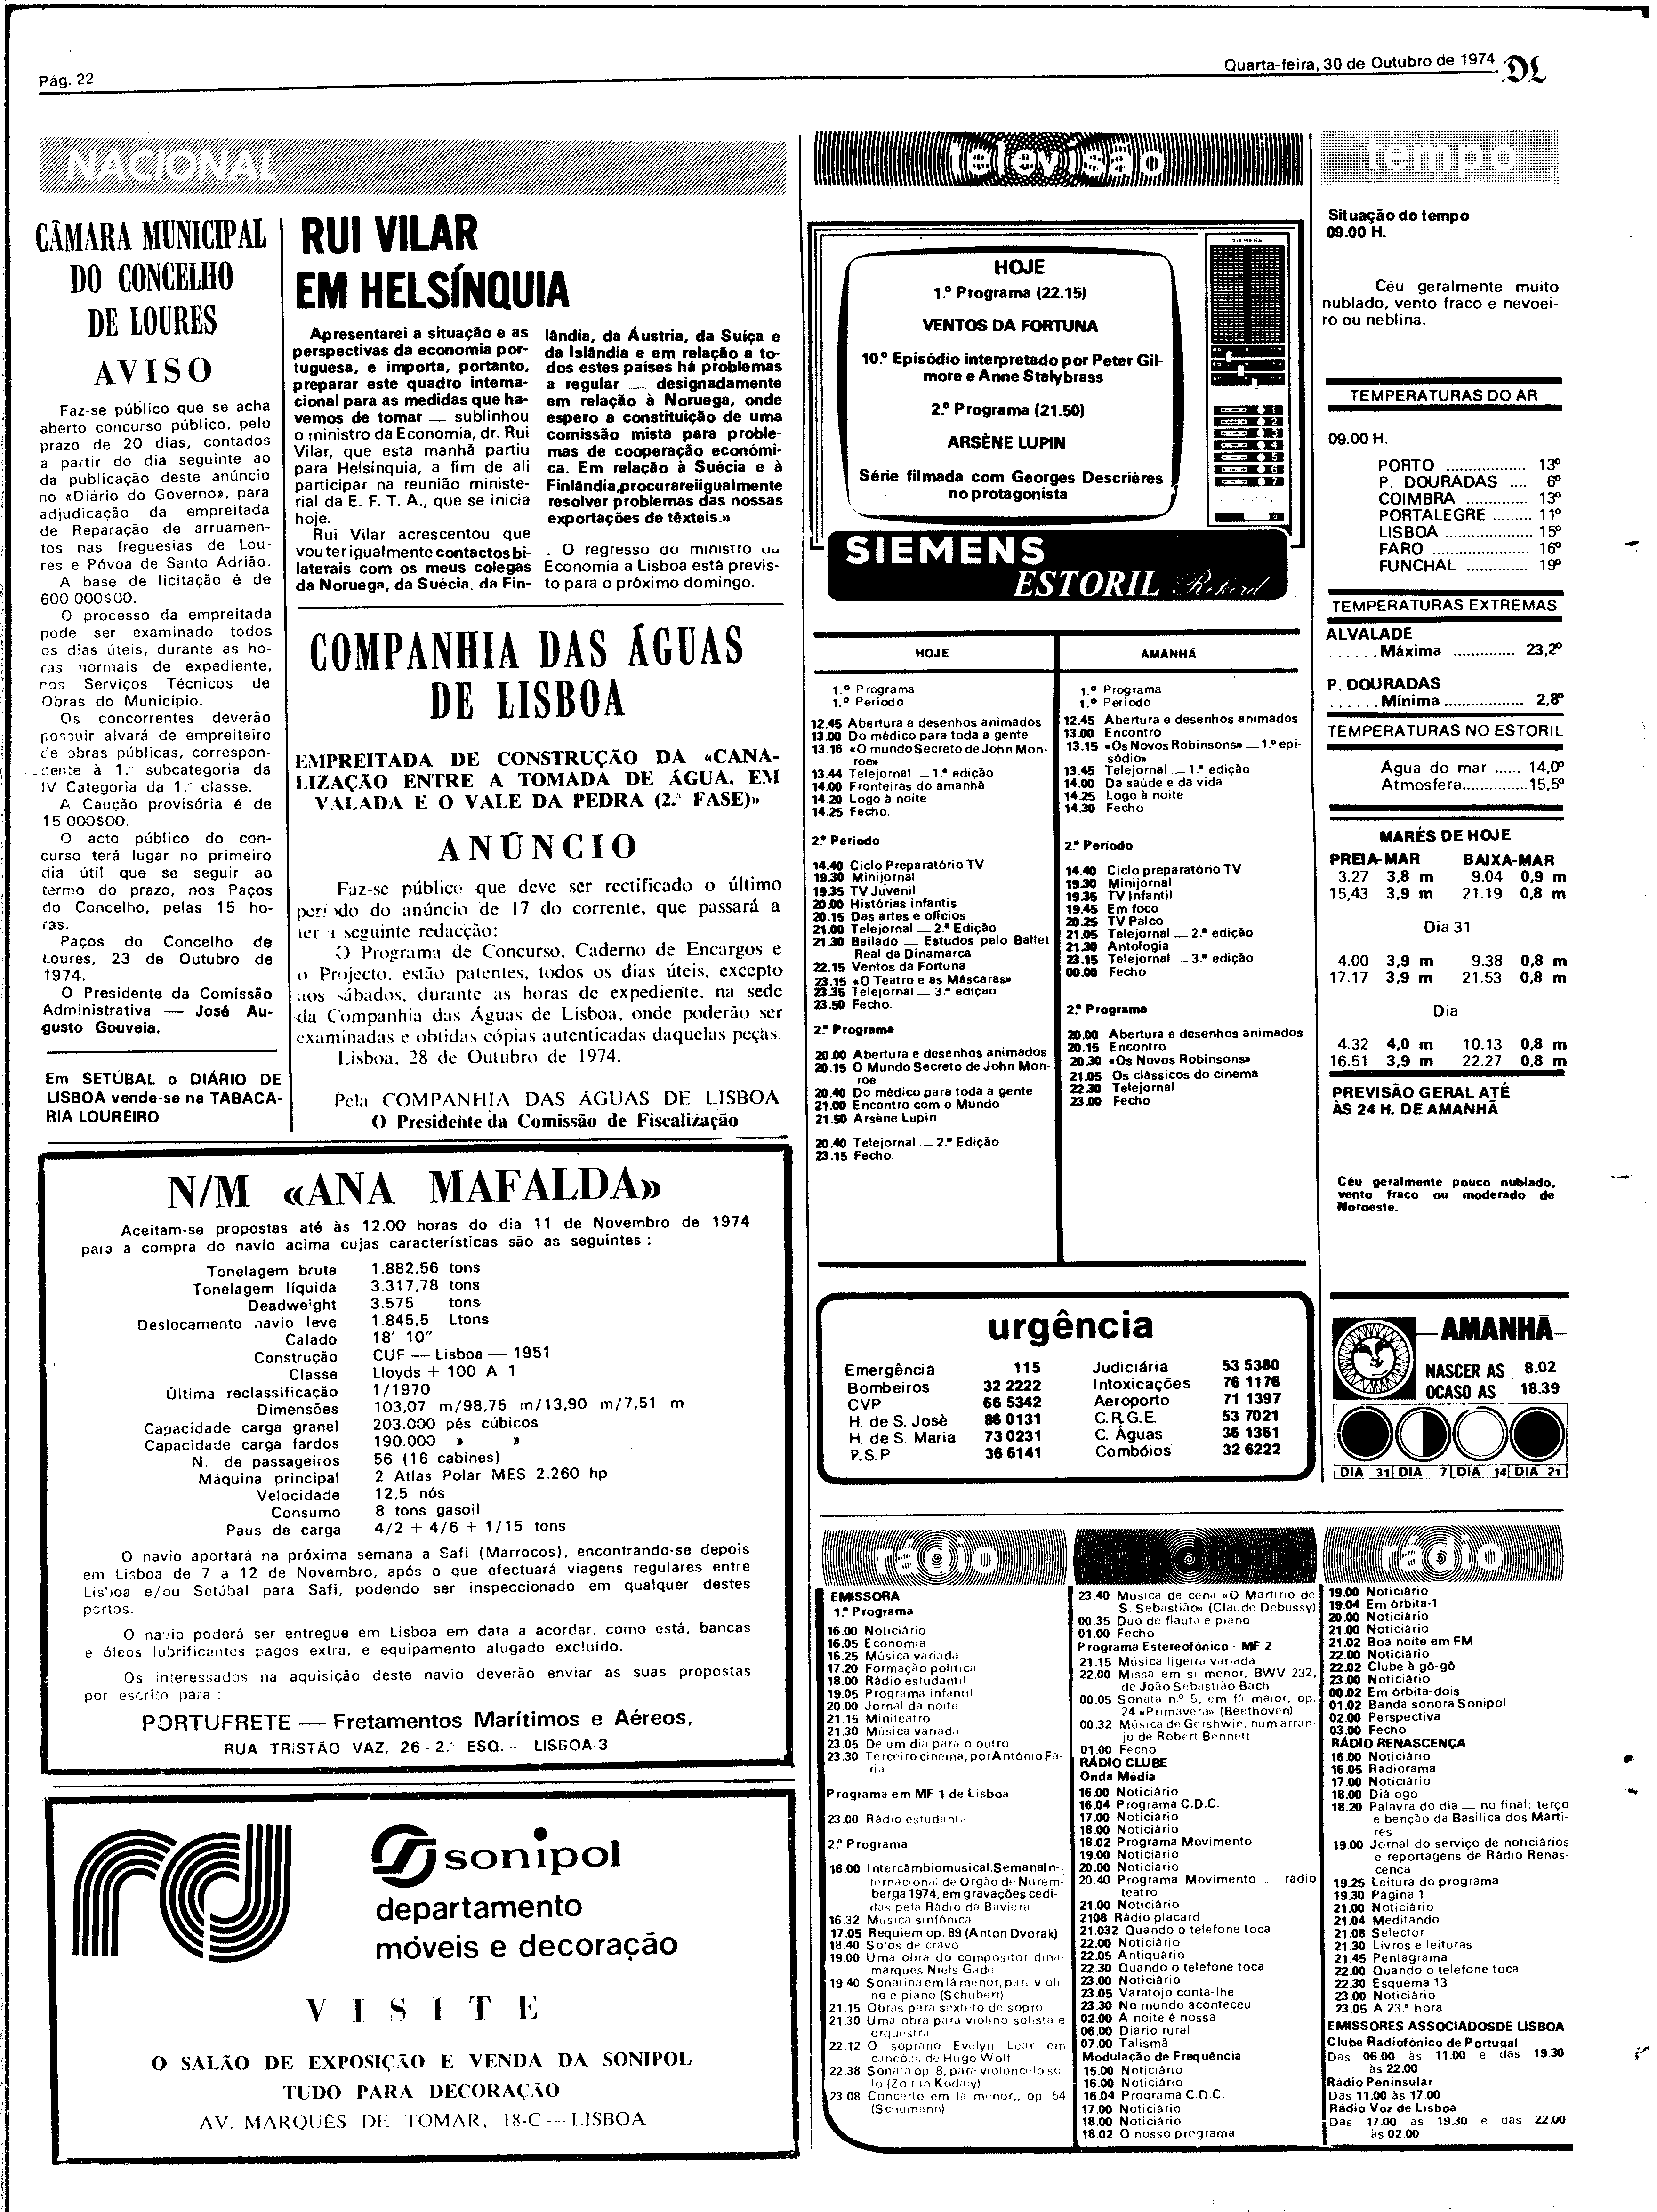 Pág. 22
Quarta-feira, 30 de Outubro de 1974 DL
NACIONAL
CÂMARA MUNICIPAL
DO CONCELHO
DE LOURES
AVISO
Faz-se público que se acha
aberto concurso público, pelo
prazo de 20 dias, contados
a partir do dia seguinte ao
da publicação deste anúncio
no «Diário do Governo», para
adjudicação da empreitada
de Reparação de arruamen-
tos nas freguesias de Lou-
res e Póvoa de Santo Adrião.
A base de licitação é de
600 000$00.
O processo da empreitada
pode ser examinado todos
os dias úteis, durante as ho-
ras normais de expediente,
nos Serviços Técnicos de
Obras do Município.
Os concorrentes deverão
possuir alvará de empreiteiro
de obras públicas, correspon-
dente à 1.ª subcategoria da
IV Categoria da 1.ª classe.
A Caução provisória é de
15 000$00.
O acto público do con-
curso terá lugar no primeiro
dia útil que se seguir ao
termo do prazo, nos Paços
do Concelho, pelas 15 ho-
ras.
Paços do Concelho de
Loures, 23 de Outubro de
1974.
O Presidente da Comissão
Administrativa — José Au-
gusto Gouveia.
Em SETÚBAL o DIÁRIO DE
LISBOA vende-se na TABACA-
RIA LOUREIRO
RUI VILAR
EM HELSÍNQUIA
Apresentarei a situação e as
perspectivas da economia por-
tuguesa, e importa, portanto,
preparar este quadro interna-
cional para as medidas que ha-
vemos de tomar — sublinhou
o ministro da Economia, dr. Rui
Vilar, que esta manhã partiu
para Helsínquia, a fim de ali
participar na reunião ministe-
rial da E. F. T. A., que se inicia
hoje.
Rui Vilar acrescentou que
vou ter igualmente contactos bi-
laterais com os meus colegas
da Noruega, da Suécia, da Fin-
lândia, da Áustria, da Suíça e
da Islândia e em relação a to-
dos estes países há problemas
a regular — designadamente
em relação à Noruega, onde
espero a constituição de uma
comissão mista para proble-
mas de cooperação económi-
ca. Em relação à Suécia e à
Finlândia, procurarei igualmente
resolver problemas das nossas
exportações de têxteis.»
O regresso do ministro da
Economia a Lisboa está previs-
to para o próximo domingo.
COMPANHIA DAS ÁGUAS
DE LISBOA
EMPREITADA DE CONSTRUÇÃO DA «CANA-
LIZAÇÃO ENTRE A TOMADA DE ÁGUA, EM
VALADA E O VALE DA PEDRA (2.ª FASE)»
ANÚNCIO
Faz-se público que deve ser rectificado o último
período do anúncio de 17 do corrente, que passará a
ter a seguinte redacção:
O Programa de Concurso, Caderno de Encargos e
o Projecto, estão patentes, todos os dias úteis, excepto
aos sábados, durante as horas de expediente, na sede
da Companhia das Águas de Lisboa, onde poderão ser
examinadas e obtidas cópias autenticadas daquelas peças.
Lisboa, 28 de Outubro de 1974.
Pela COMPANHIA DAS ÁGUAS DE LISBOA
O Presidente da Comissão de Fiscalização
N/M «ANA MAFALDA»
Aceitam-se propostas até às 12.00 horas do dia 11 de Novembro de 1974
para a compra do navio acima cujas características são as seguintes :
Tonelagem bruta 1.882,56 tons
Tonelagem líquida 3.317,78 tons
Deadweight 3.575 tons
Deslocamento navio leve 1.845,5 Ltons
Calado 18' 10"
Construção CUF — Lisboa — 1951
Classe Lloyds + 100 A 1
Última reclassificação 1/1970
Dimensões 103,07 m/98,75 m/13,90 m/7,51 m
Capacidade carga granel 203.000 pés cúbicos
Capacidade carga fardos 190.000 » »
N. de passageiros 56 (16 cabines)
Máquina principal 2 Atlas Polar MES 2.260 hp
Velocidade 12,5 nós
Consumo 8 tons gasoil
Paus de carga 4/2 + 4/6 + 1/15 tons
O navio aportará na próxima semana a Safi (Marrocos), encontrando-se depois
em Lisboa de 7 a 12 de Novembro, após o que efectuará viagens regulares entre
Lisboa e/ou Setúbal para Safi, podendo ser inspeccionado em qualquer destes
portos.
O navio poderá ser entregue em Lisboa em data a acordar, como está, bancas
e óleos lubrificantes pagos extra, e equipamento alugado excluído.
Os interessados na aquisição deste navio deverão enviar as suas propostas
por escrito para :
PORTUFRETE — Fretamentos Marítimos e Aéreos,
RUA TRISTÃO VAZ, 26 - 2.º ESQ. — LISBOA-3
rd
sonipol
departamento
móveis e decoração
VISITE
O SALÃO DE EXPOSIÇÃO E VENDA DA SONIPOL
TUDO PARA DECORAÇÃO
AV. MARQUÊS DE TOMAR, 18-C — LISBOA
televisão
SIEMENS
HOJE
1.º Programa (22.15)
VENTOS DA FORTUNA
10.º Episódio interpretado por Peter Gil-
more e Anne Stalybrass
2.º Programa (21.50)
ARSÈNE LUPIN
Série filmada com Georges Descrières
no protagonista
1
2
3
4
5
6
7
SIEMENS
ESTORIL Rekord
HOJE
1.º Programa
1.º Período
12.45 Abertura e desenhos animados
13.00 Do médico para toda a gente
13.16 «O mundo Secreto de John Mon-
roe»
13.44 Telejornal — 1.ª edição
14.00 Fronteiras do amanhã
14.20 Logo à noite
14.25 Fecho.
2.º Período
14.40 Ciclo Preparatório TV
19.30 Minijornal
19.35 TV Juvenil
20.00 Histórias infantis
20.15 Das artes e ofícios
21.00 Telejornal — 2.ª Edição
21.30 Bailado — Estudos pelo Ballet
Real da Dinamarca
22.15 Ventos da Fortuna
23.15 «O Teatro e as Máscaras»
23.35 Telejornal — 3.ª edição
23.50 Fecho.
2.º Programa
20.00 Abertura e desenhos animados
20.15 O Mundo Secreto de John Mon-
roe
20.40 Do médico para toda a gente
21.00 Encontro com o Mundo
21.50 Arsène Lupin
20.40 Telejornal — 2.ª Edição
23.15 Fecho.
AMANHÃ
1.º Programa
1.º Período
12.45 Abertura e desenhos animados
13.00 Encontro
13.15 «Os Novos Robinsons» — 1.º epi-
sódio»
13.45 Telejornal — 1.ª edição
14.00 Da saúde e da vida
14.25 Logo à noite
14.30 Fecho
2.º Período
14.40 Ciclo preparatório TV
19.30 Minijornal
19.35 TV Infantil
19.45 Em foco
20.25 TV Palco
21.05 Telejornal — 2.ª edição
21.30 Antologia
23.15 Telejornal — 3.ª edição
00.00 Fecho
2.º Programa
20.00 Abertura e desenhos animados
20.15 Encontro
20.30 «Os Novos Robinsons»
21.05 Os clássicos do cinema
22.30 Telejornal
23.00 Fecho
urgência
Emergência 115
Bombeiros 32 2222
CVP 66 5342
H. de S. Josè 86 0131
H. de S. Maria 73 0231
P.S.P 36 6141
Judiciária 53 5380
Intoxicações 76 1176
Aeroporto 71 1397
C.R.G.E. 53 7021
C. Águas 36 1361
Combóios 32 6222
tempo
Situação do tempo
09.00 H.
Céu geralmente muito
nublado, vento fraco e nevoei-
ro ou neblina.
TEMPERATURAS DO AR
09.00 H.
PORTO .................. 13º
P. DOURADAS .... 6º
COIMBRA .............. 13º
PORTALEGRE ......... 11º
LISBOA .................... 15º
FARO ...................... 16º
FUNCHAL .............. 19º
TEMPERATURAS EXTREMAS
ALVALADE
...... Máxima .............. 23,2º
P. DOURADAS
...... Mínima .................. 2,8º
TEMPERATURAS NO ESTORIL
Água do mar ...... 14,0º
Atmosfera............... 15,5º
MARÉS DE HOJE
PREIA-MAR BAIXA-MAR
3.27 3,8 m 9.04 0,9 m
15,43 3,9 m 21.19 0,8 m
Dia 31
4.00 3,9 m 9.38 0,8 m
17.17 3,9 m 21.53 0,8 m
Dia
4.32 4,0 m 10.13 0,8 m
16.51 3,9 m 22.27 0,8 m
PREVISÃO GERAL ATÉ
ÀS 24 H. DE AMANHÃ
Céu geralmente pouco nublado,
vento fraco ou moderado de
Noroeste.
AMANHÃ
NASCER ÀS 8.02
OCASO ÀS 18.39
DIA 31 DIA 7 DIA 14 DIA 21
rádio
EMISSORA
1.º Programa
16.00 Noticiário
16.05 Economia
16.25 Música variada
17.20 Formação política
18.00 Rádio estudantil
19.05 Programa infantil
20.00 Jornal da noite
21.15 Miniteatro
21.30 Música variada
23.05 De um dia para o outro
23.30 Terceiro cinema, por António Fa-
ria
Programa em MF 1 de Lisboa
23.00 Rádio estudantil
2.º Programa
16.00 Intercâmbio musical. Semana In-
ternacional de Orgão de Nurem-
berga 1974, em gravações cedi-
das pela Rádio da Baviera
16.32 Música sinfónica
17.05 Requiem op. 89 (Anton Dvorak)
18.40 Solos de cravo
19.00 Uma obra do compositor dina-
marquês Niels Gade
19.40 Sonatina em lá menor, para violi-
no e piano (Schubert)
21.15 Obras para sexteto de sopro
21.30 Uma obra para violino solista e
orquestra
22.12 O soprano Evelyn Lear em
canções de Hugo Wolf
22.38 Sonata op. 8, para violoncelo so-
lo (Zoltan Kodaly)
23.08 Concerto em lá menor,, op. 54
(Schumann)
rádio
23.40 Musica de cena «O Martírio de
S. Sebastião» (Claude Debussy)
00.35 Duo de flauta e piano
01.00 Fecho
Programa Estereofónico - MF 2
21.15 Música ligeira variada
22.00 Missa em si menor, BWV 232,
de João Sebastião Bach
00.05 Sonata n.º 5, em fá maior, op.
24 «Primavera» (Beethoven)
00.32 Música de Gershwin, num arran-
jo de Robert Bennett
01.00 Fecho
RÁDIO CLUBE
Onda Média
16.00 Noticiário
16.04 Programa C.D.C.
17.00 Noticiário
18.00 Noticiário
18.02 Programa Movimento
19.00 Noticiário
20.00 Noticiário
20.40 Programa Movimento — rádio
teatro
21.00 Noticiário
2108 Rádio placard
21.032 Quando o telefone toca
22.00 Noticiário
22.05 Antiquário
22.30 Quando o telefone toca
23.00 Noticiário
23.05 Varatojo conta-lhe
23.30 No mundo aconteceu
02.00 A noite é nossa
06.00 Diário rural
07.00 Talismã
Modulação de Frequência
15.00 Noticiário
16.00 Noticiário
16.04 Programa C.D.C.
17.00 Noticiário
18.00 Noticiário
18.02 O nosso programa
rádio
19.00 Noticiário
19.04 Em órbita-1
20.00 Noticiário
21.00 Noticiário
21.02 Boa noite em FM
22.00 Noticiário
22.02 Clube à gô-gô
23.00 Noticiário
00.02 Em órbita-dois
01.02 Banda sonora Sonipol
02.00 Perspectiva
03.00 Fecho
RÁDIO RENASCENÇA
16.00 Noticiário
16.05 Radiorama
17.00 Noticiário
18.00 Diálogo
18.20 Palavra do dia — no final: terço
e benção da Basílica dos Márti-
res
19.00 Jornal do serviço de noticiários
e reportagens de Rádio Renas-
cença
19.25 Leitura do programa
19.30 Página 1
21.00 Noticiário
21.04 Meditando
21.08 Selector
21.30 Livros e leituras
21.45 Pentagrama
22.00 Quando o telefone toca
22.30 Esquema 13
23.00 Noticiário
23.05 A 23.ª hora
EMISSORES ASSOCIADOS DE LISBOA
Clube Radiofónico de Portugal
Das 06.00 às 11.00 e das 19.30
às 22.00
Rádio Peninsular
Das 11.00 às 17.00
Rádio Voz de Lisboa
Das 17.00 as 19.30 e das 22.00
às 02.00